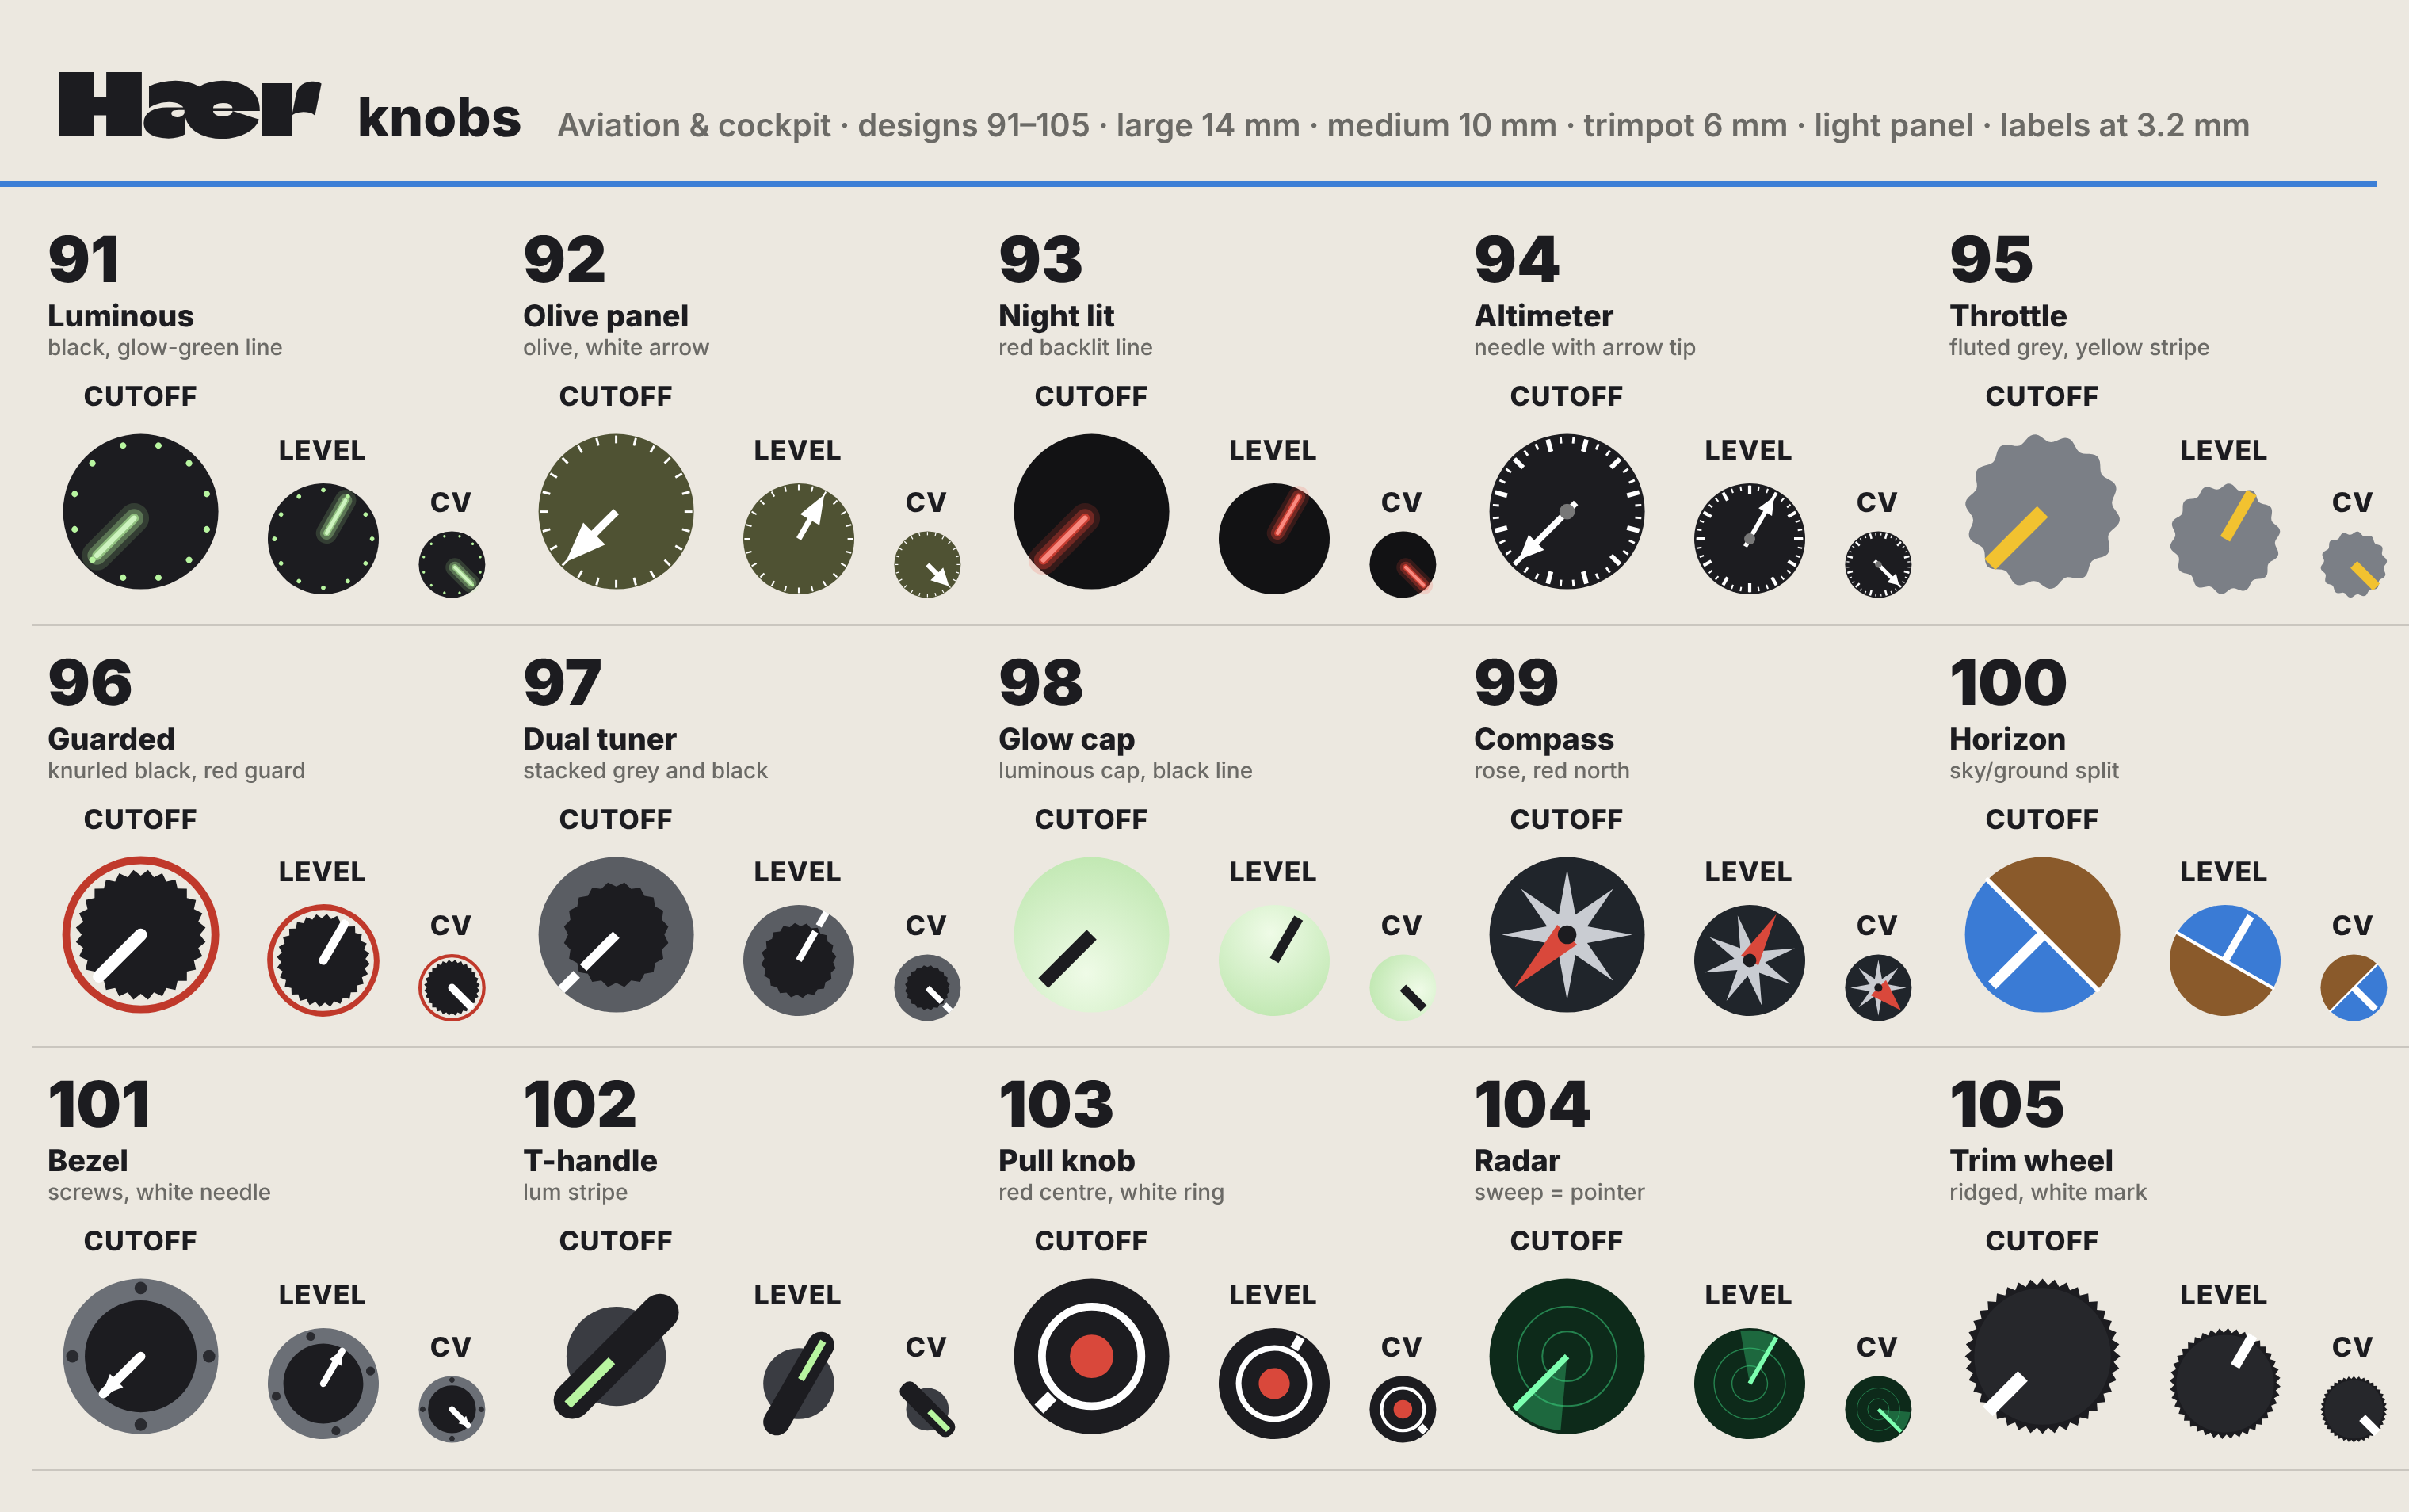 Hær knobs Aviation & cockpit · designs 91–105 · large 14 mm · medium 10 mm · trimpot 6 mm · light panel · labels at 3.2 mm
91
Luminous
black, glow-green line
CUTOFF
LEVEL
CV
92
Olive panel
olive, white arrow
CUTOFF
LEVEL
CV
93
Night lit
red backlit line
CUTOFF
LEVEL
CV
94
Altimeter
needle with arrow tip
CUTOFF
LEVEL
CV
95
Throttle
fluted grey, yellow stripe
CUTOFF
LEVEL
CV
96
Guarded
knurled black, red guard
CUTOFF
LEVEL
CV
97
Dual tuner
stacked grey and black
CUTOFF
LEVEL
CV
98
Glow cap
luminous cap, black line
CUTOFF
LEVEL
CV
99
Compass
rose, red north
CUTOFF
LEVEL
CV
100
Horizon
sky/ground split
CUTOFF
LEVEL
CV
101
Bezel
screws, white needle
CUTOFF
LEVEL
CV
102
T-handle
lum stripe
CUTOFF
LEVEL
CV
103
Pull knob
red centre, white ring
CUTOFF
LEVEL
CV
104
Radar
sweep = pointer
CUTOFF
LEVEL
CV
105
Trim wheel
ridged, white mark
CUTOFF
LEVEL
CV